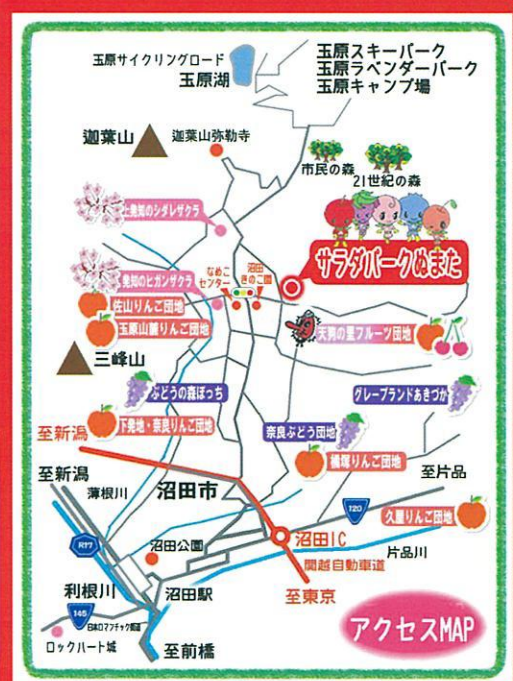 玉原サイクリングロード
玉原湖
玉原スキーパーク
玉原ラベンダーパーク
玉原キャンプ場
迦葉山
迦葉山弥勒寺
市民の森
21世紀の森
上発知のシダレザクラ
サラダパークぬまた
発知のヒガンザクラ
なめこ
センター
沼田
きのこ園
佐山りんご団地
玉原山麓りんご団地
天狗の里フルーツ団地
三峰山
ぶどうの森ぼっち
グレープランドあきづか
下発地・奈良りんご団地
奈良ぶどう団地
横塚りんご団地
至新潟
至新潟
薄根川
沼田市
至片品
120
久屋りんご団地
R17
沼田公園
沼田IC
片品川
関越自動車道
利根川
沼田駅
至東京
145
日本ロマンチック街道
ロックハート城
至前橋
アクセスMAP